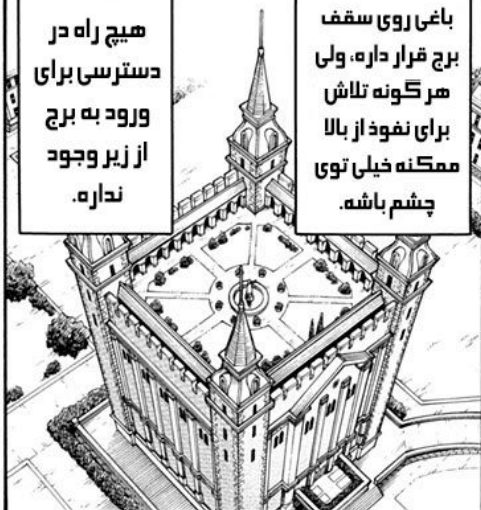 باغی روی سقف
برج قرار داره، ولی
هر گونه تلاش
برای نفوذ از بالا
ممکنه خیلی توی
چشم باشه.
هیچ راه در
دسترسی برای
ورود به برج
از زیر وجود
نداره.